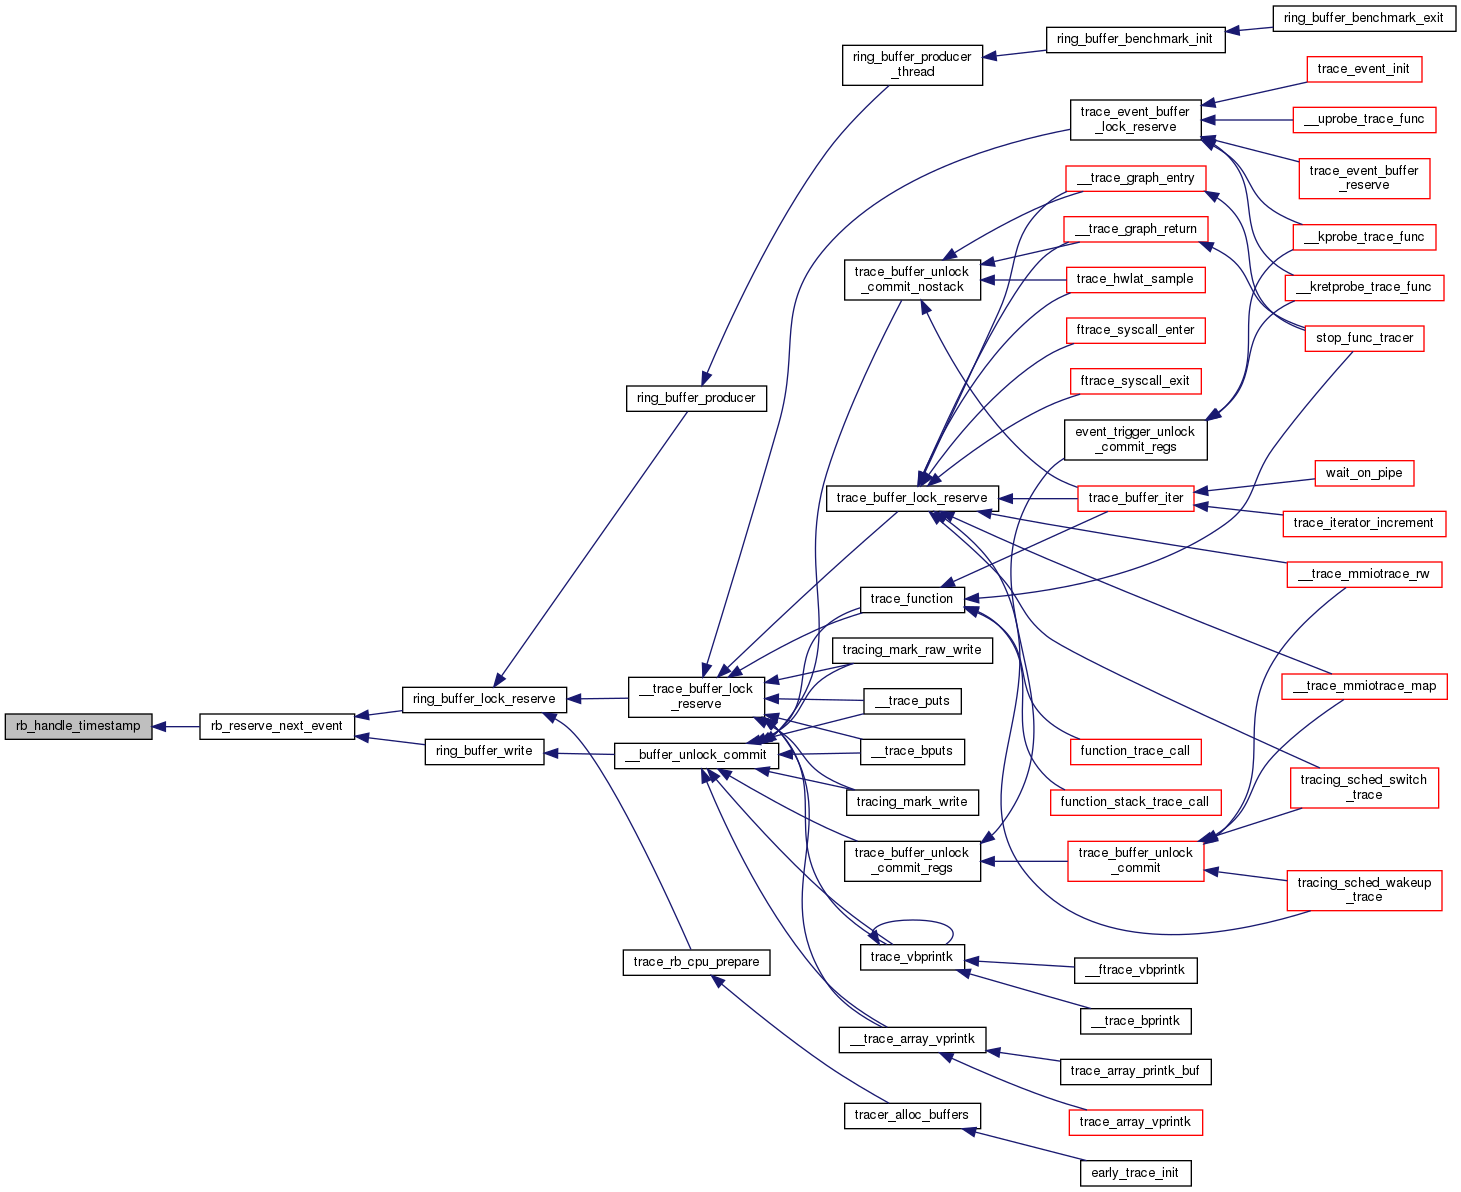 rb_handle_timestamp
rb_reserve_next_event
ring_buffer_lock_reserve
ring_buffer_write
ring_buffer_producer
__trace_buffer_lock
_reserve
__buffer_unlock_commit
trace_rb_cpu_prepare
ring_buffer_producer
_thread
trace_buffer_unlock
_commit_nostack
trace_buffer_lock_reserve
trace_function
tracing_mark_raw_write
__trace_puts
__trace_bputs
tracing_mark_write
trace_buffer_unlock
_commit_regs
trace_vbprintk
__trace_array_vprintk
tracer_alloc_buffers
ring_buffer_benchmark_init
trace_event_buffer
_lock_reserve
__trace_graph_entry
__trace_graph_return
trace_hwlat_sample
ftrace_syscall_enter
ftrace_syscall_exit
event_trigger_unlock
_commit_regs
trace_buffer_iter
function_trace_call
function_stack_trace_call
trace_buffer_unlock
_commit
__ftrace_vbprintk
__trace_bprintk
trace_array_printk_buf
trace_array_vprintk
early_trace_init
ring_buffer_benchmark_exit
trace_event_init
__uprobe_trace_func
trace_event_buffer
_reserve
__kprobe_trace_func
__kretprobe_trace_func
stop_func_tracer
wait_on_pipe
trace_iterator_increment
__trace_mmiotrace_rw
__trace_mmiotrace_map
tracing_sched_switch
_trace
tracing_sched_wakeup
_trace